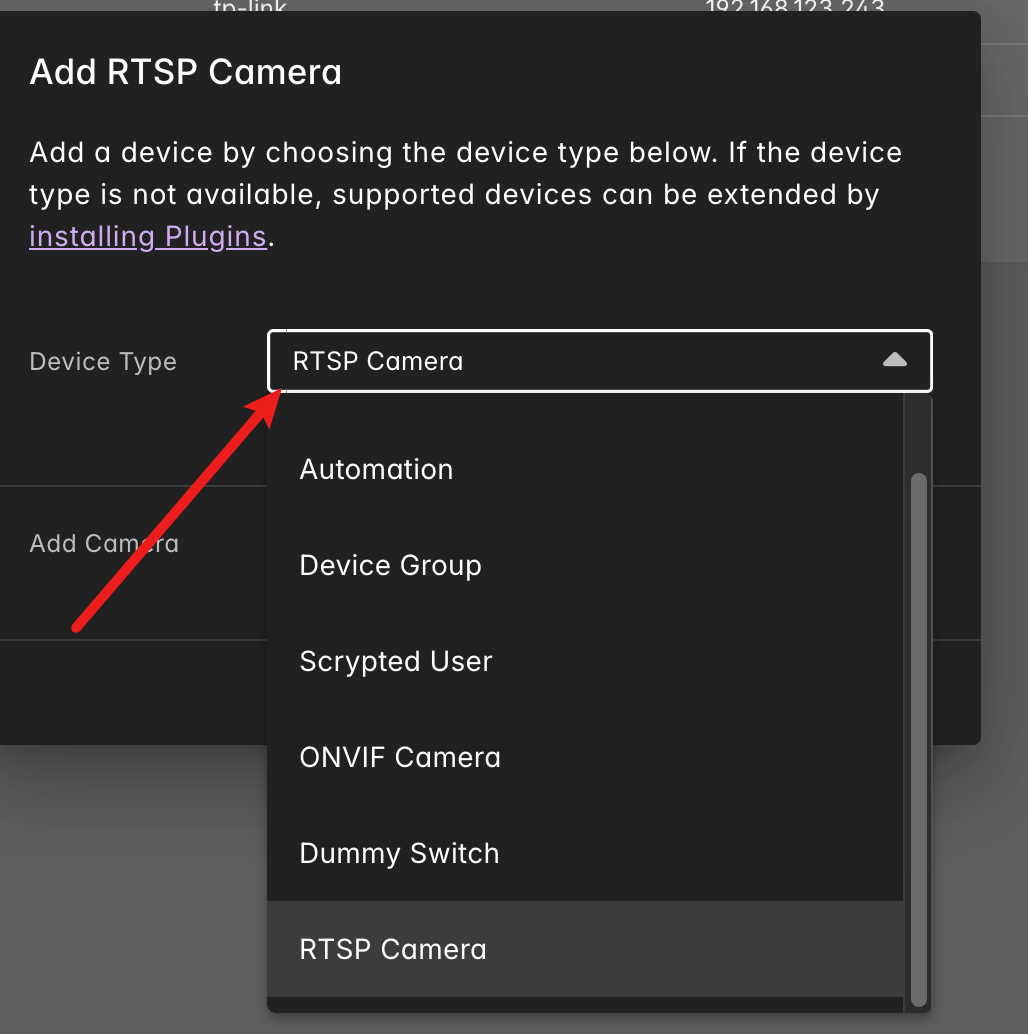 tp-link 192.168.123.243
Add RTSP Camera
Add a device by choosing the device type below. If the device
type is not available, supported devices can be extended by
installing Plugins.
Device Type RTSP Camera
Automation
Add Camera
Device Group
Scrypted User
ONVIF Camera
Dummy Switch
RTSP Camera